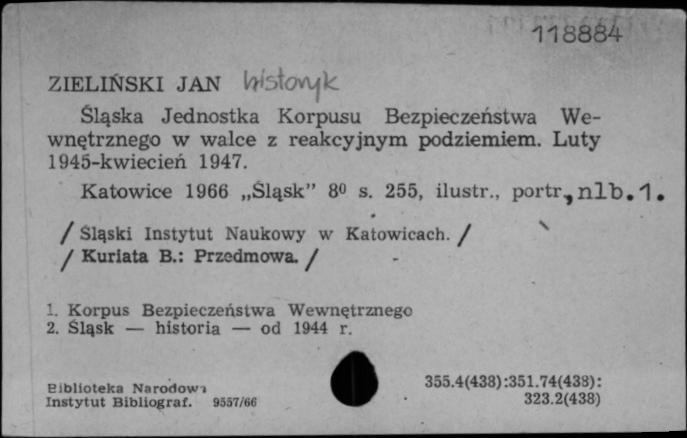 118884
ZIELIŃSKI JAN historyk
Śląska Jednostka Korpusu Bezpieczeństwa We-
wnętrznego w walce z reakcyjnym podziemiem. Luty
1945-kwiecień 1947.
Katowice 1966 „Śląsk” 8⁰ s. 255, ilustr., portr, nlb. 1.
/ Śląski Instytut Naukowy w Katowicach. /
/ Kuriata B.: Przedmowa. /
1. Korpus Bezpieczeństwa Wewnętrznego
2. Śląsk — historia — od 1944 r.
Biblioteka Narodowa
Instytut Bibliograf. 9557/66
355.4(438):351.74(438):
323.2(438)